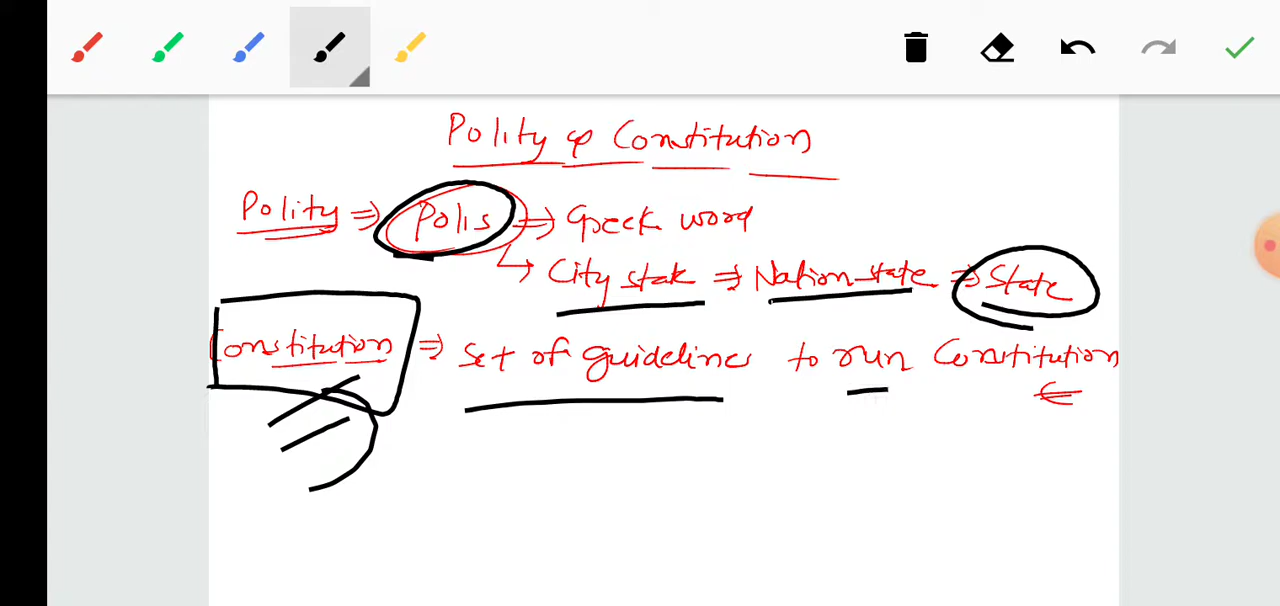 Polity & Constitution
Polity ⇒ Polis ⇒ Greek word
↳ City state ⇒ Nation-state ⇒ State
Constitution ⇒ Set of guidelines to run Constitution